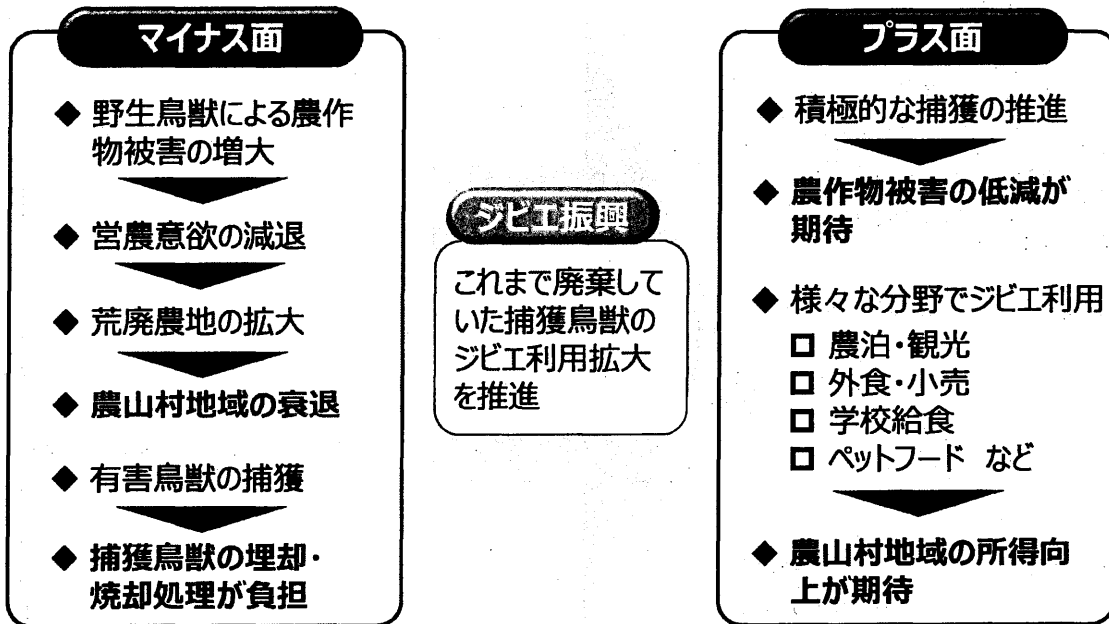 マイナス面
◆ 野生鳥獣による農作
物被害の増大
◆ 営農意欲の減退
◆ 荒廃農地の拡大
◆ 農山村地域の衰退
◆ 有害鳥獣の捕獲
◆ 捕獲鳥獣の埋却・
焼却処理が負担
ジビエ振興
これまで廃棄して
いた捕獲鳥獣の
ジビエ利用拡大
を推進
プラス面
◆ 積極的な捕獲の推進
◆ 農作物被害の低減が
期待
◆ 様々な分野でジビエ利用
□ 農泊・観光
□ 外食・小売
□ 学校給食
□ ペットフード など
◆ 農山村地域の所得向
上が期待